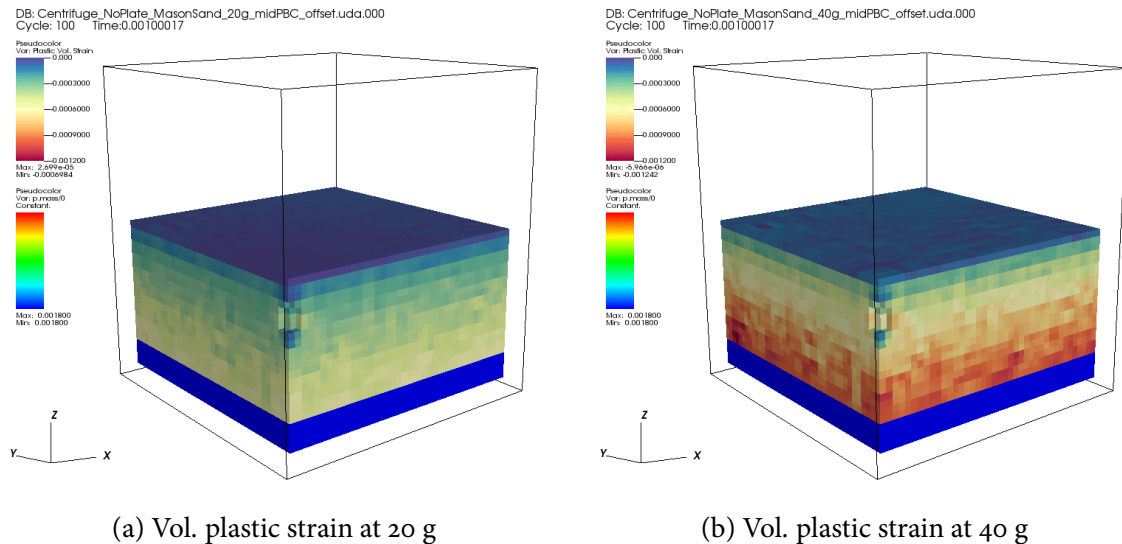 DB: Centrifuge_NoPlate_MasonSand_20g_midPBC_offset.uda.000
Cycle: 100 Time:0.00100017
Pseudocolor
Var: Plastic Vol. Strain
0.000
-0.0003000
-0.0006000
-0.0009000
-0.001200
Max: 2.699e-05
Min: -0.0006984
Pseudocolor
Var: p.mass/0
Constant.
Max: 0.001800
Min: 0.001800
Z
Y
X
(a) Vol. plastic strain at 20 g
DB: Centrifuge_NoPlate_MasonSand_40g_midPBC_offset.uda.000
Cycle: 100 Time:0.00100017
Pseudocolor
Var: Plastic Vol. Strain
0.000
-0.0003000
-0.0006000
-0.0009000
-0.001200
Max: -5.966e-06
Min: -0.001242
Pseudocolor
Var: p.mass/0
Constant.
Max: 0.001800
Min: 0.001800
Z
Y
X
(b) Vol. plastic strain at 40 g